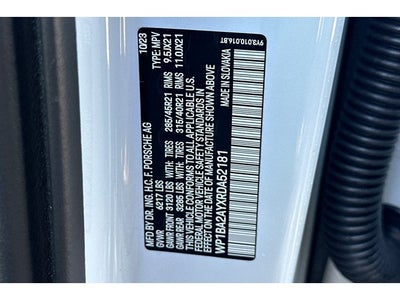 MFD BY DR. ING. H.C. F. PORSCHE AG 10/23
GVWR 6217 LBS TYPE: MPV
GAWR FRONT 3120 LBS WITH: TIRES 285/45R21 RIMS 9.5JX21
GAWR REAR 3285 LBS WITH: TIRES 315/40R21 RIMS 11.0JX21
THIS VEHICLE CONFORMS TO ALL APPLICABLE U.S.
FEDERAL MOTOR VEHICLE SAFETY STANDARDS IN
EFFECT ON THE DATE OF MANUFACTURE SHOWN ABOVE
WP1BA2AYXRDA52181 MADE IN SLOVAKIA
9Y3.010.016.BT